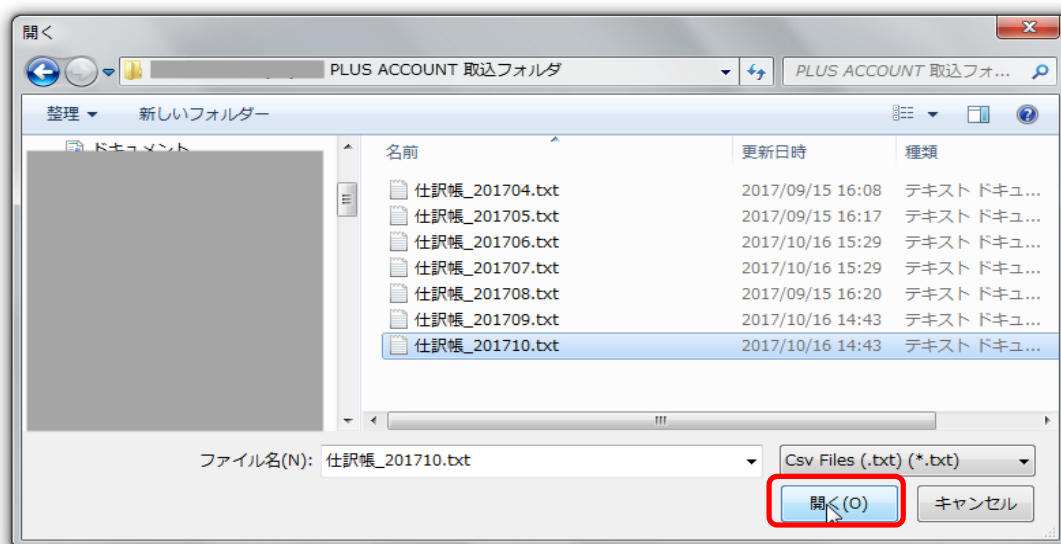 開く
PLUS ACCOUNT 取込フォルダ
PLUS ACCOUNT 取込フォ...
整理
新しいフォルダー
ドキュメント
名前 更新日時 種類
仕訳帳_201704.txt 2017/09/15 16:08 テキスト ドキュ...
仕訳帳_201705.txt 2017/09/15 16:17 テキスト ドキュ...
仕訳帳_201706.txt 2017/10/16 15:29 テキスト ドキュ...
仕訳帳_201707.txt 2017/10/16 15:29 テキスト ドキュ...
仕訳帳_201708.txt 2017/09/15 16:20 テキスト ドキュ...
仕訳帳_201709.txt 2017/10/16 14:43 テキスト ドキュ...
仕訳帳_201710.txt 2017/10/16 14:43 テキスト ドキュ...
ファイル名(N): 仕訳帳_201710.txt Csv Files (.txt) (*.txt)
開く(O) キャンセル